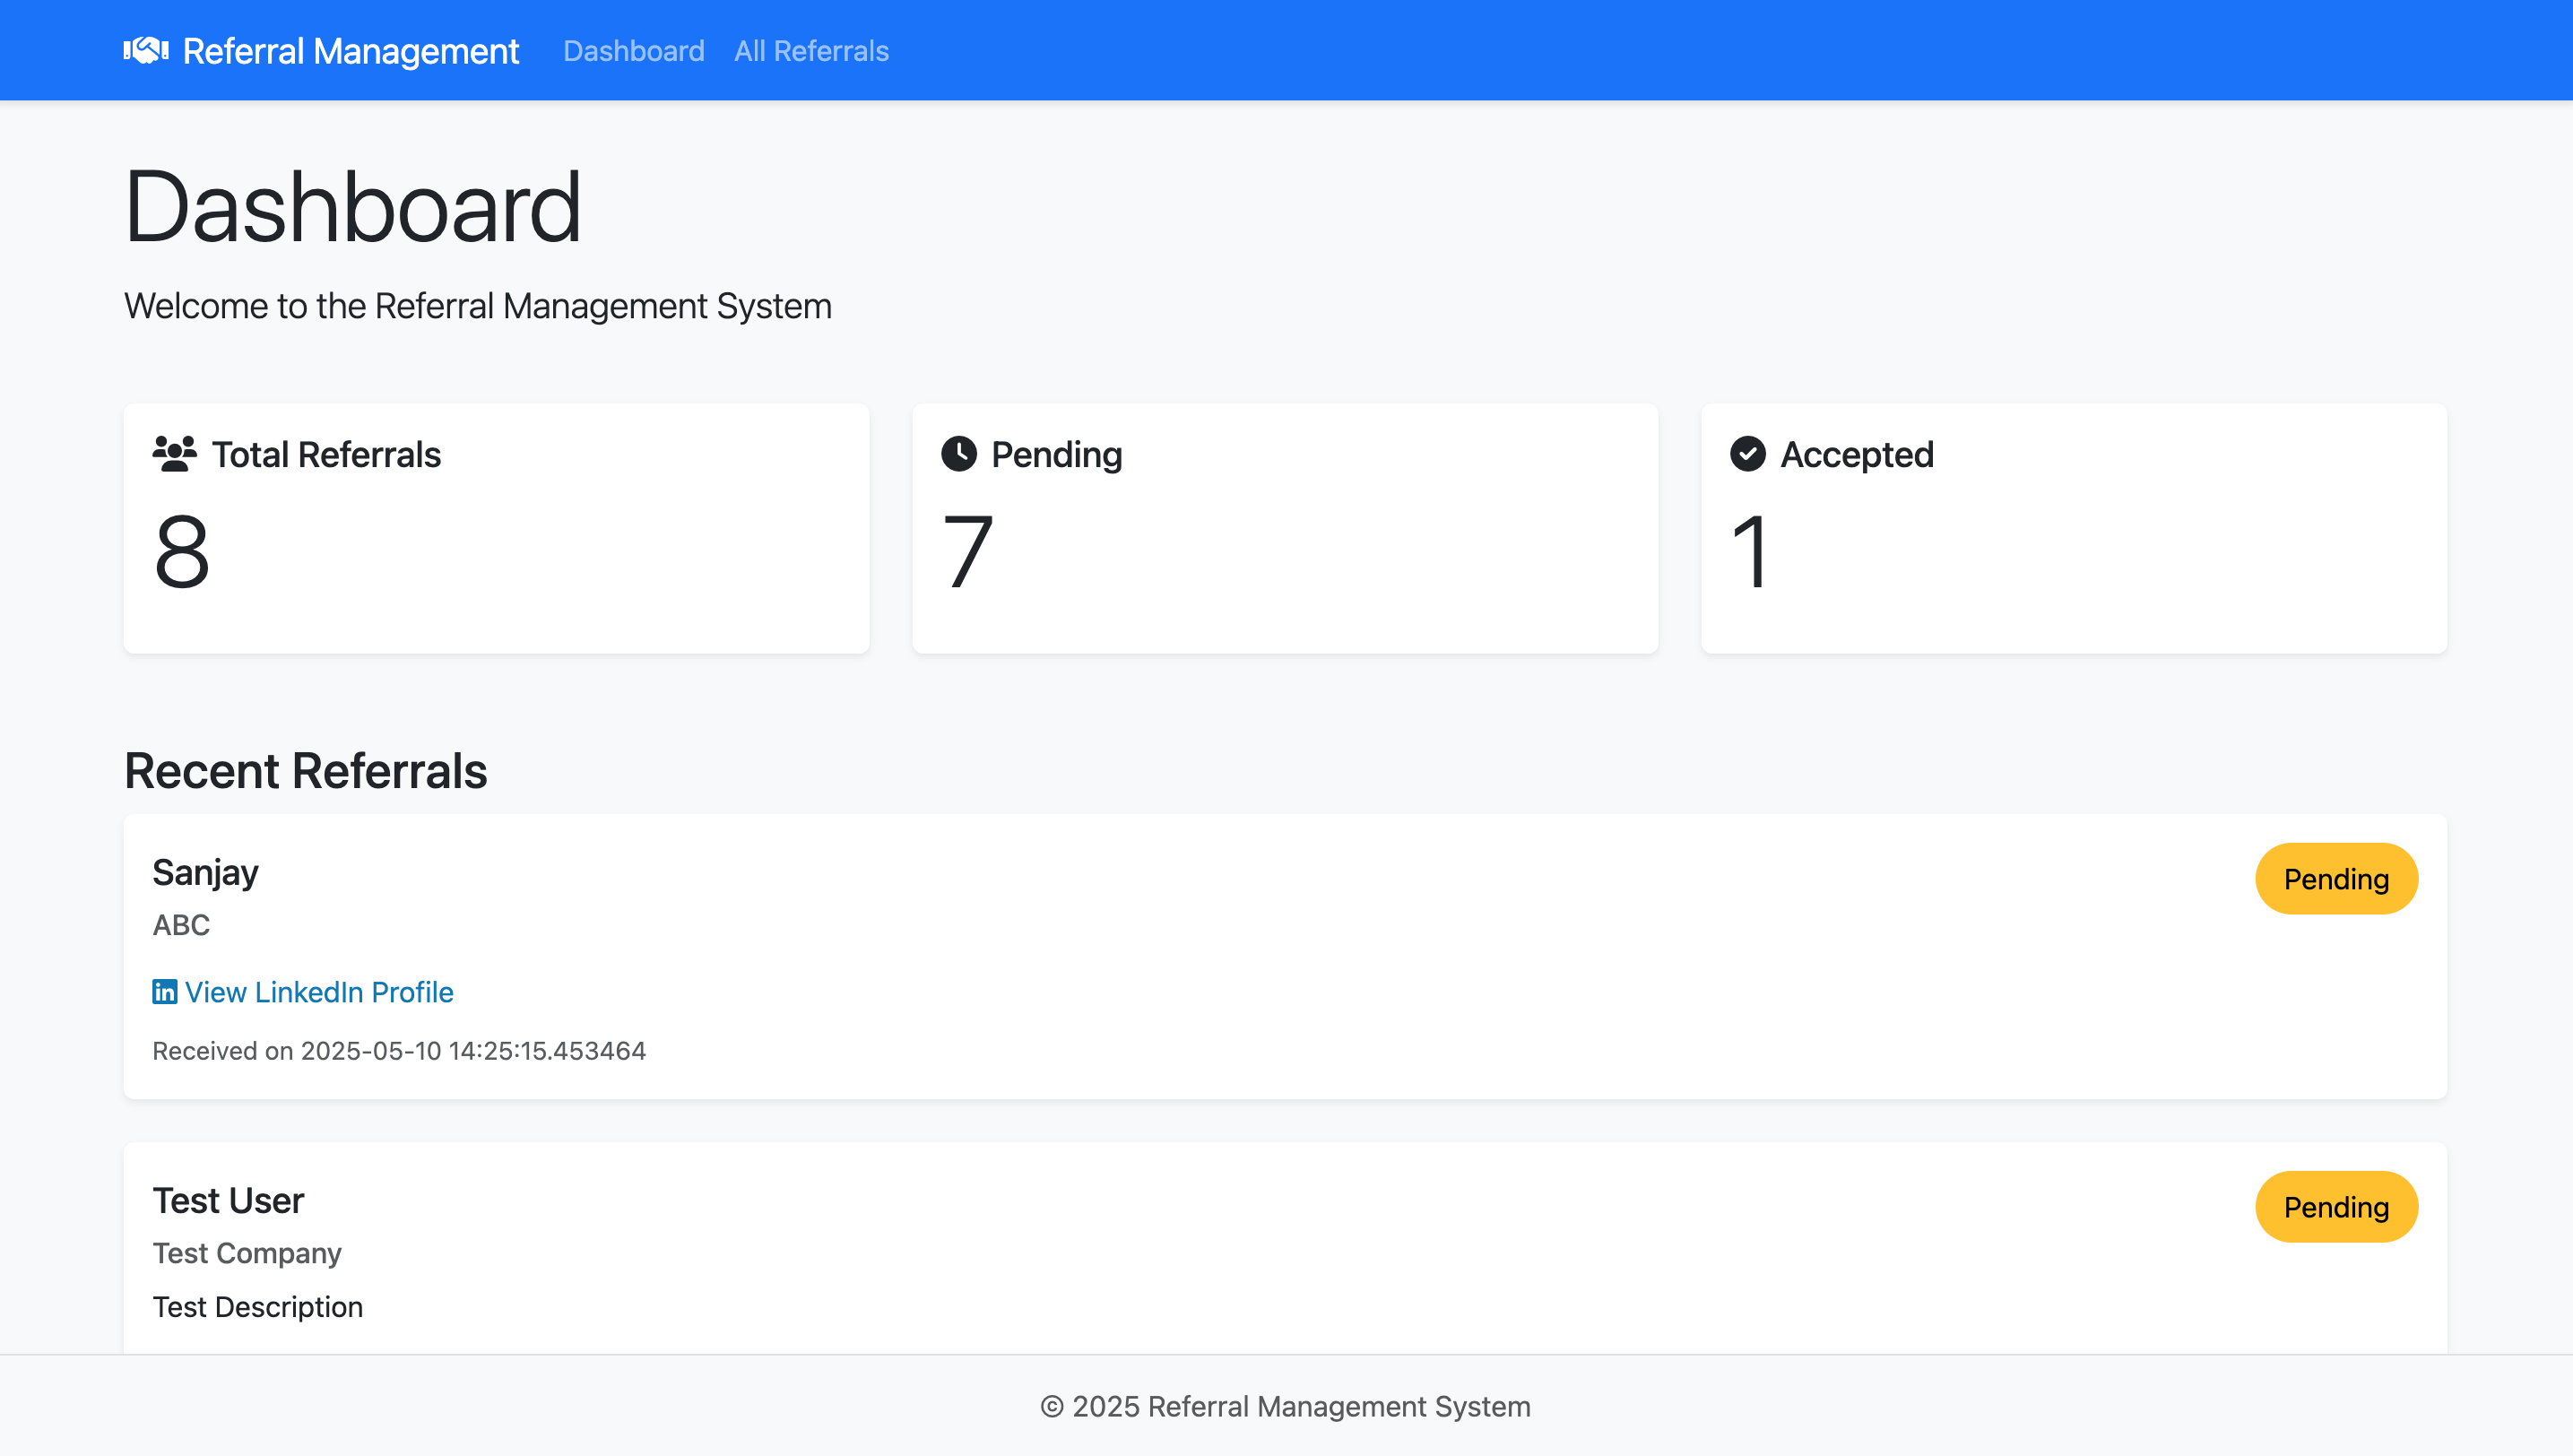 Referral Management Dashboard All Referrals
Dashboard
Welcome to the Referral Management System
Total Referrals
8
Pending
7
Accepted
1
Recent Referrals
Sanjay
Pending
ABC
View LinkedIn Profile
Received on 2025-05-10 14:25:15.453464
Test User
Pending
Test Company
Test Description
© 2025 Referral Management System